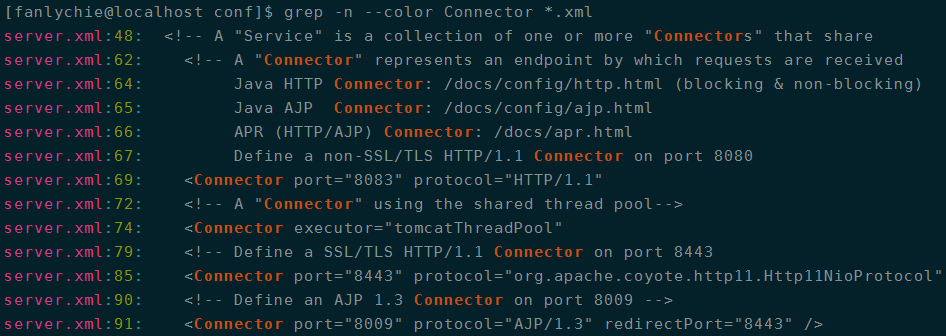 [fanlychie@localhost conf]$ grep -n --color Connector *.xml
server.xml:48:  <!-- A "Service" is a collection of one or more "Connectors" that share
server.xml:62:    <!-- A "Connector" represents an endpoint by which requests are received
server.xml:64:         Java HTTP Connector: /docs/config/http.html (blocking & non-blocking)
server.xml:65:         Java AJP  Connector: /docs/config/ajp.html
server.xml:66:         APR (HTTP/AJP) Connector: /docs/apr.html
server.xml:67:         Define a non-SSL/TLS HTTP/1.1 Connector on port 8080
server.xml:69:    <Connector port="8083" protocol="HTTP/1.1"
server.xml:72:    <!-- A "Connector" using the shared thread pool-->
server.xml:74:    <Connector executor="tomcatThreadPool"
server.xml:79:    <!-- Define a SSL/TLS HTTP/1.1 Connector on port 8443
server.xml:85:    <Connector port="8443" protocol="org.apache.coyote.http11.Http11NioProtocol"
server.xml:90:    <!-- Define an AJP 1.3 Connector on port 8009 -->
server.xml:91:    <Connector port="8009" protocol="AJP/1.3" redirectPort="8443" />